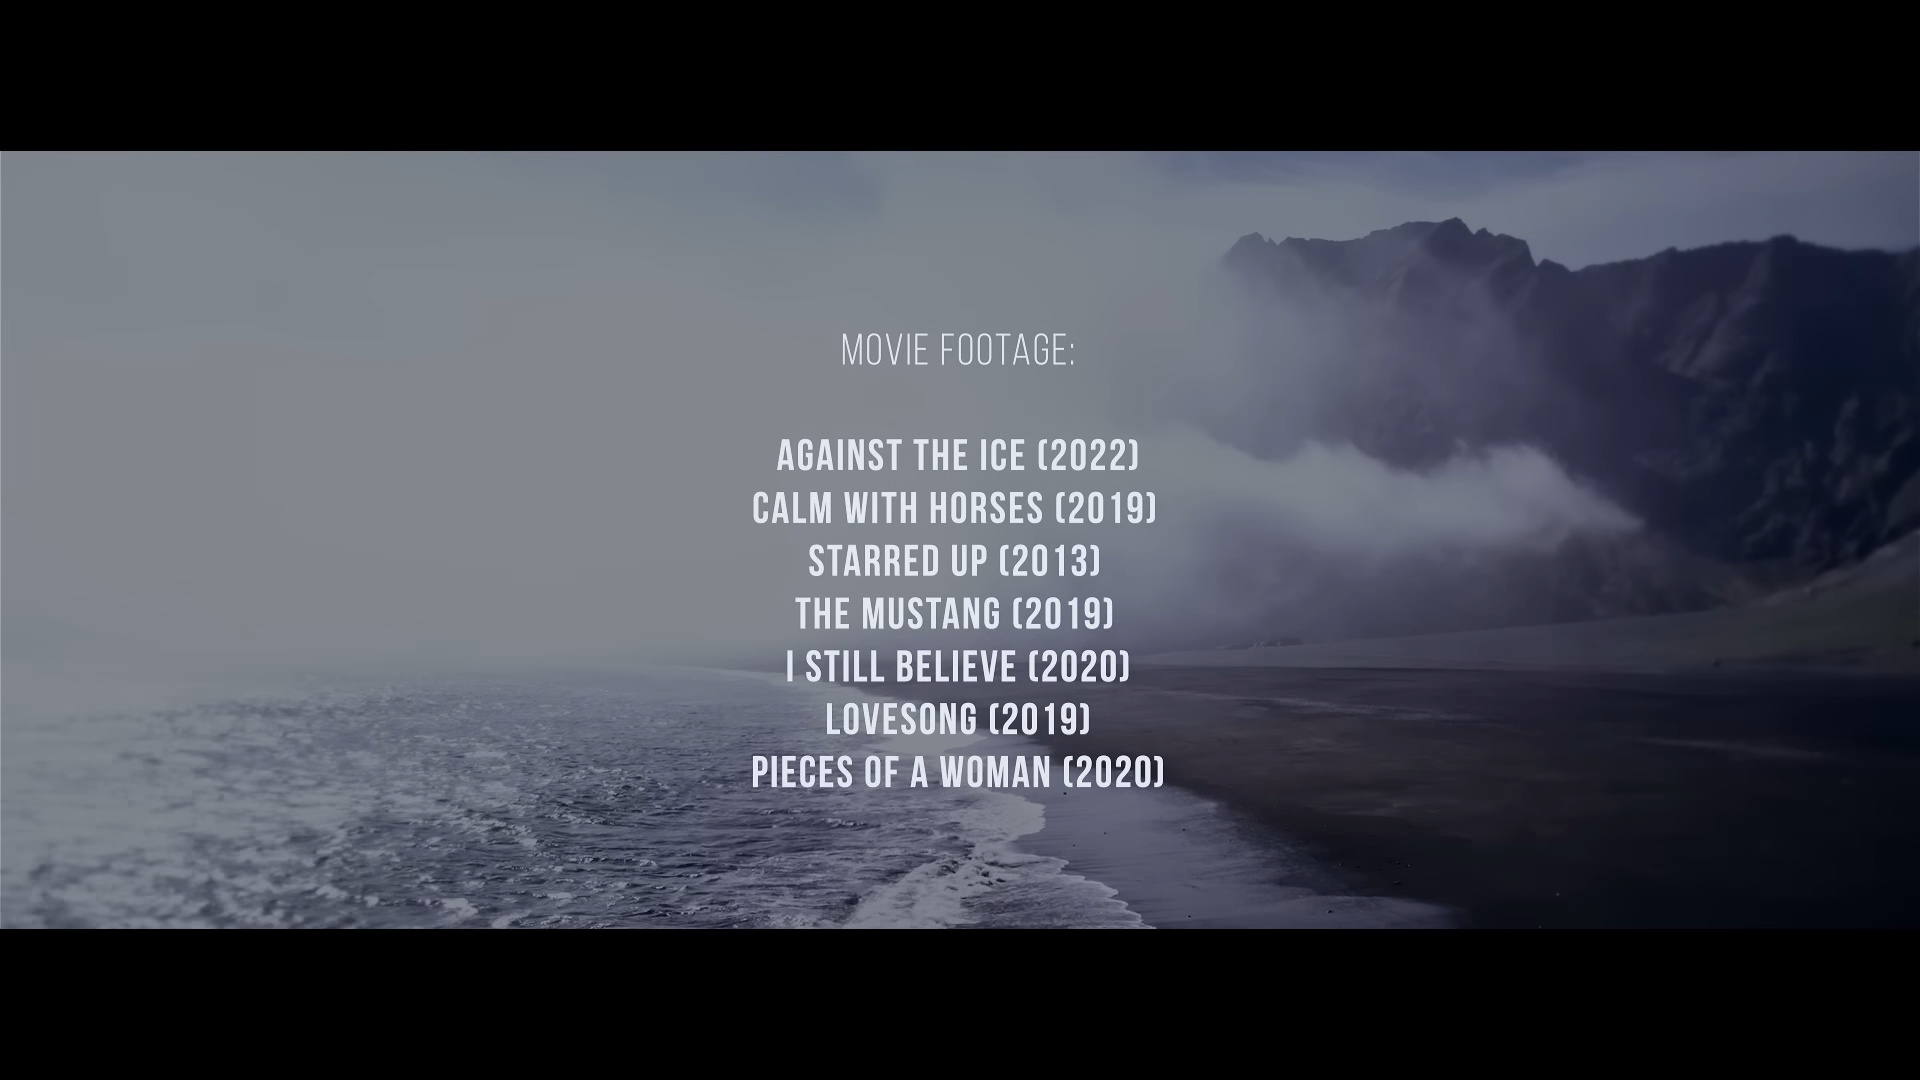 MOVIE FOOTAGE:
AGAINST THE ICE (2022)
CALM WITH HORSES (2019)
STARRED UP (2013)
THE MUSTANG (2019)
I STILL BELIEVE (2020)
LOVESONG (2019)
PIECES OF A WOMAN (2020)